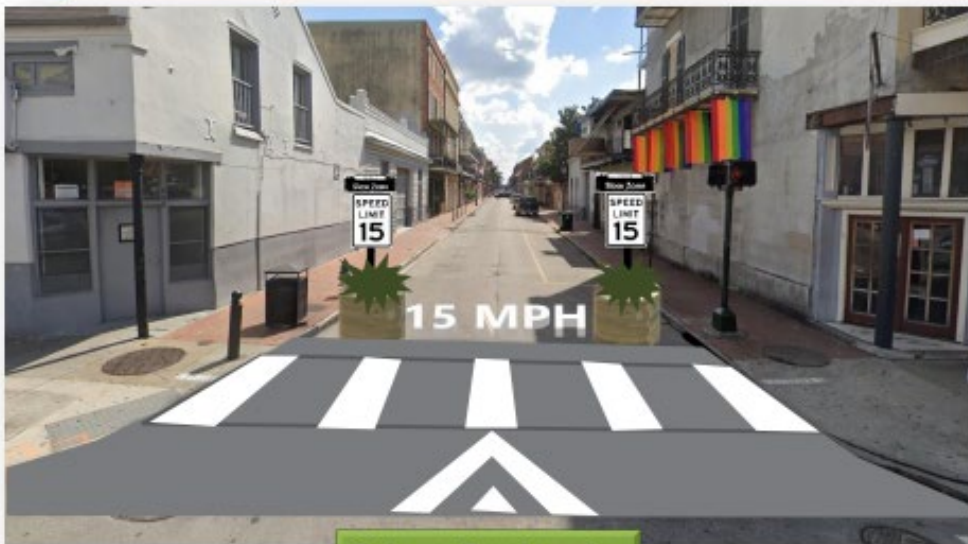 Slow Zone
SPEED
LIMIT
15
Slow Zone
SPEED
LIMIT
15
15 MPH